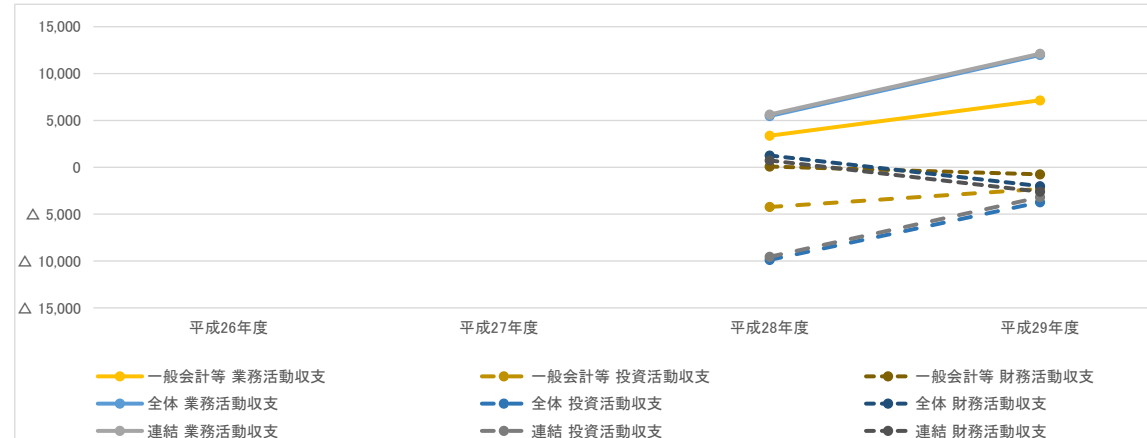 15,000
10,000
5,000
0
△ 5,000
△ 10,000
△ 15,000
平成26年度 平成27年度 平成28年度 平成29年度
一般会計等 業務活動収支 一般会計等 投資活動収支 一般会計等 財務活動収支
全体 業務活動収支 全体 投資活動収支 全体 財務活動収支
連結 業務活動収支 連結 投資活動収支 連結 財務活動収支